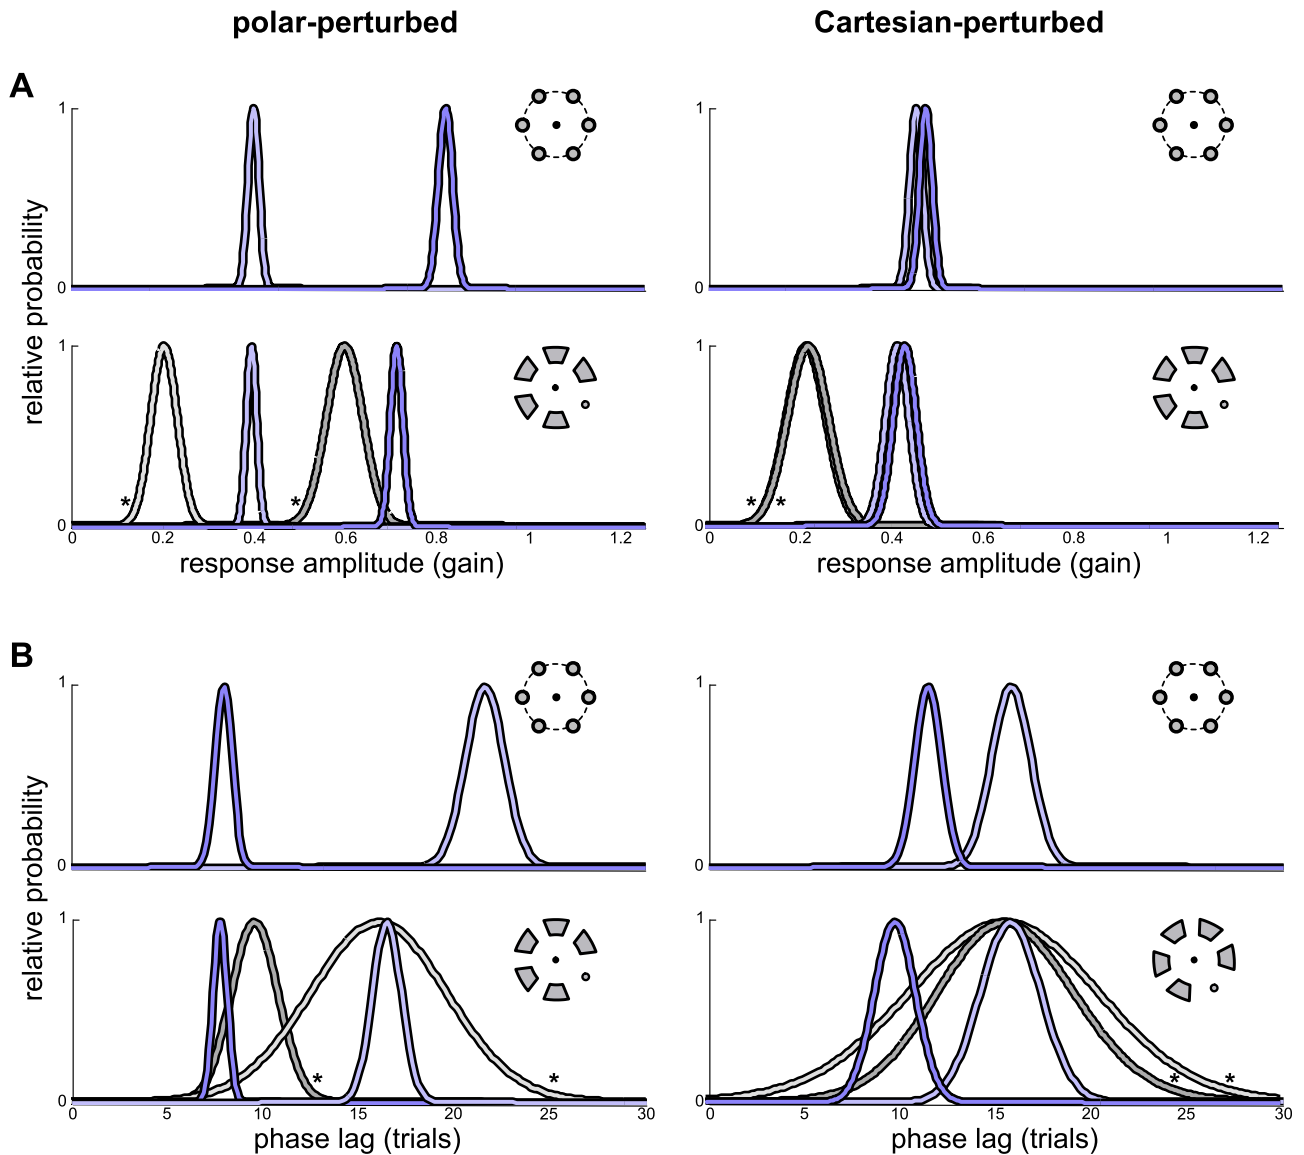 polar-perturbed
Cartesian-perturbed
A
relative probability
1
0
1
0
1
* *
0
0 0.2 0.4 0.6 0.8 1 1.2
response amplitude (gain)
1
* *
0
0 0.2 0.4 0.6 0.8 1 1.2
response amplitude (gain)
B
relative probability
1
0
1
0
1
* *
0
0 5 10 15 20 25 30
phase lag (trials)
1
* *
0
0 5 10 15 20 25 30
phase lag (trials)